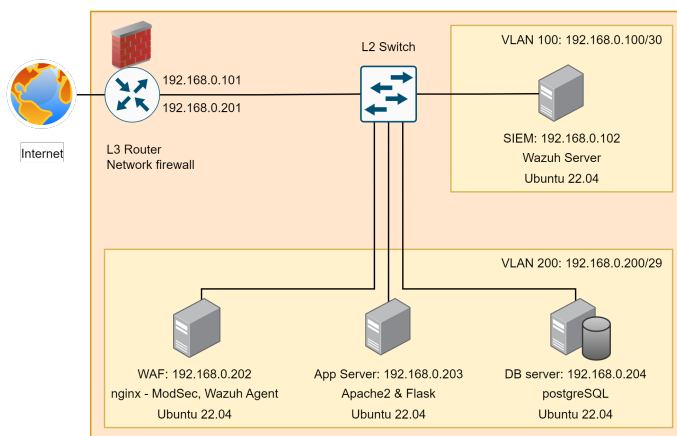 VLAN 100: 192.168.0.100/30
L2 Switch
192.168.0.101
192.168.0.201
Internet
L3 Router
Network firewall
SIEM: 192.168.0.102
Wazuh Server
Ubuntu 22.04
VLAN 200: 192.168.0.200/29
WAF: 192.168.0.202
nginx - ModSec, Wazuh Agent
Ubuntu 22.04
App Server: 192.168.0.203
Apache2 & Flask
Ubuntu 22.04
DB server: 192.168.0.204
postgreSQL
Ubuntu 22.04